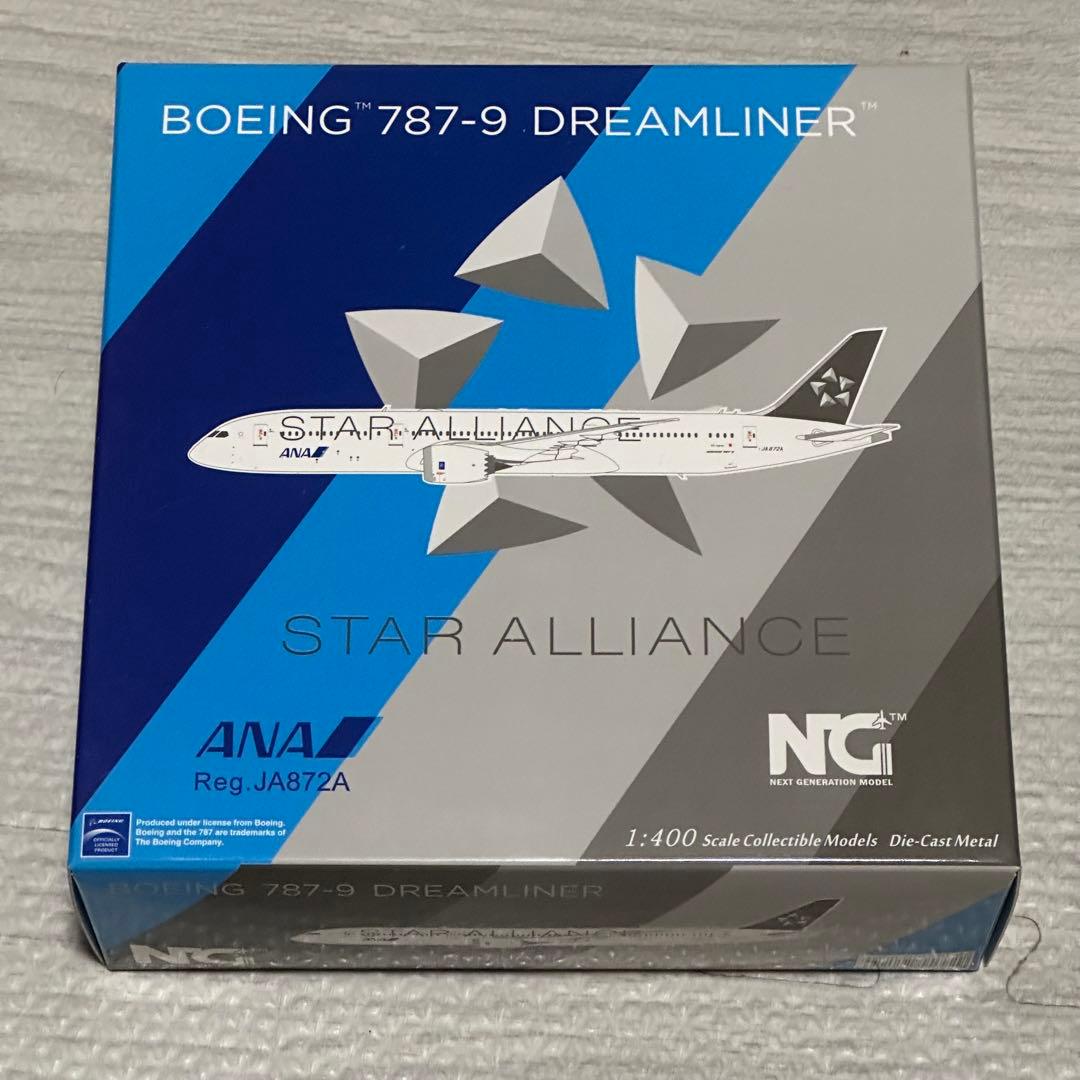 BOEING™ 787-9 DREAMLINER™
STAR ALLIANCE
ANA
JA872A
STAR ALLIANCE
ANA
Reg.JA872A
NG™
NEXT GENERATION MODEL
BOEING
OFFICIALLY
LICENSED
PRODUCT
Produced under license from Boeing.
Boeing and the 787 are trademarks of
The Boeing Company.
1:400 Scale Collectible Models Die-Cast Metal
BOEING 787-9 DREAMLINER
STAR ALLIANCE
ANA
NG